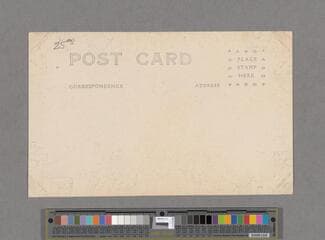 25
POST CARD
PLACE
STAMP
HERE
CORRESPONDENCE
ADDRESS